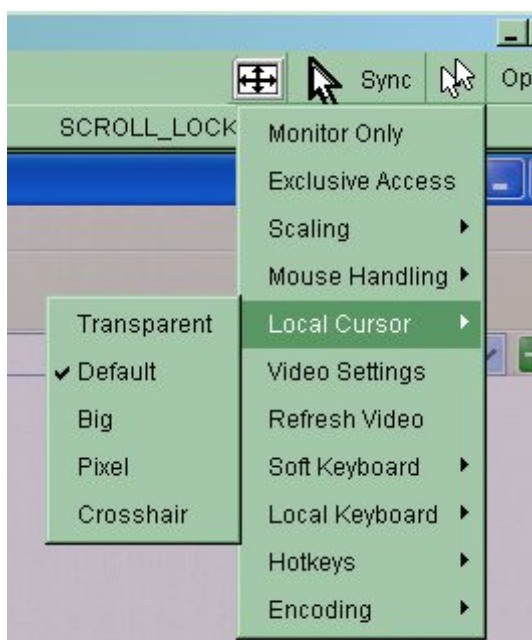 Sync
Op
SCROLL_LOCK
Monitor Only
Exclusive Access
Scaling
Mouse Handling
Local Cursor
Video Settings
Refresh Video
Soft Keyboard
Local Keyboard
Hotkeys
Encoding
Transparent
Default
Big
Pixel
Crosshair